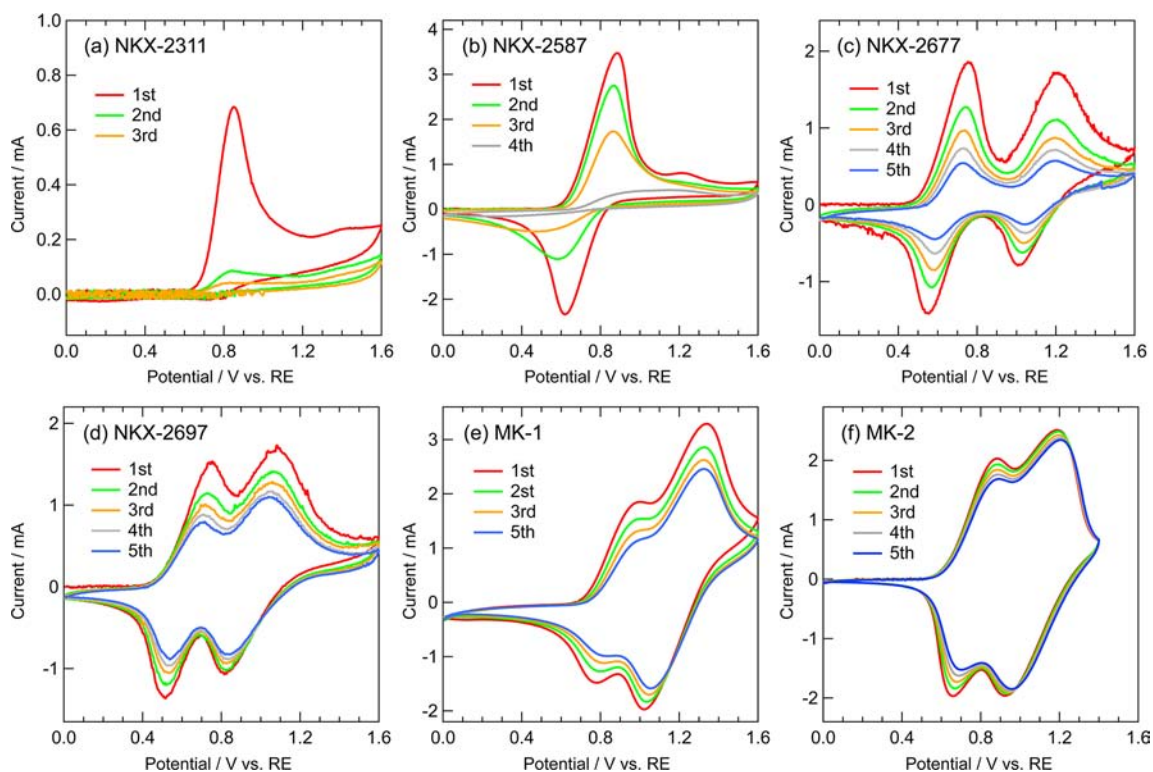 (a) NKX-2311
1st
2nd
3rd
Current / mA
1.0
0.8
0.6
0.4
0.2
0.0
0.0 0.4 0.8 1.2 1.6
Potential / V vs. RE
(b) NKX-2587
1st
2nd
3rd
4th
Current / mA
4
3
2
1
0
-1
-2
0.0 0.4 0.8 1.2 1.6
Potential / V vs. RE
(c) NKX-2677
1st
2nd
3rd
4th
5th
Current / mA
2
1
0
-1
0.0 0.4 0.8 1.2 1.6
Potential / V vs. RE
(d) NKX-2697
1st
2nd
3rd
4th
5th
Current / mA
2
1
0
-1
0.0 0.4 0.8 1.2 1.6
Potential / V vs. RE
(e) MK-1
1st
2st
3rd
5th
Current / mA
3
2
1
0
-1
-2
0.0 0.4 0.8 1.2 1.6
Potential / V vs. RE
(f) MK-2
1st
2nd
3rd
4th
5th
Current / mA
3
2
1
0
-1
-2
0.0 0.4 0.8 1.2 1.6
Potential / V vs. RE